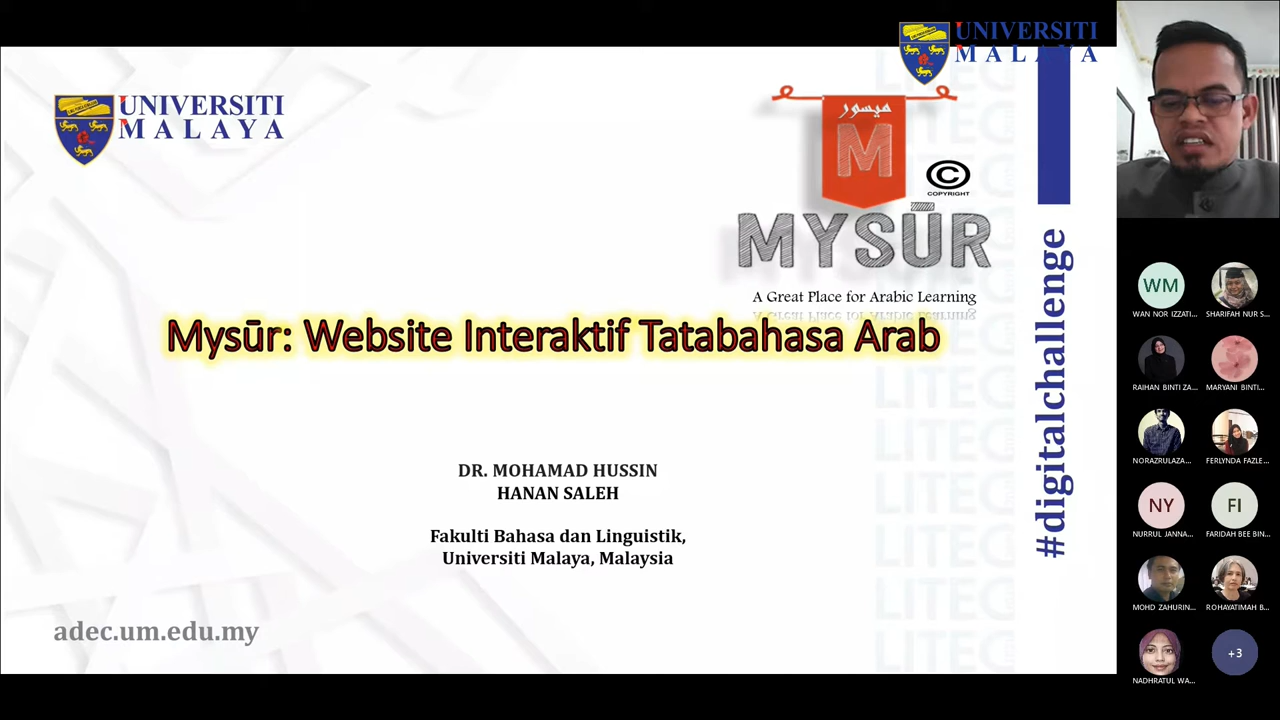 UNIVERSITI
MALAYA
UNIVERSITI
MALAYA
ميسور
M
C
COPYRIGHT
MYSŪR
A Great Place for Arabic Learning
Mysūr: Website Interaktif Tatabahasa Arab
DR. MOHAMAD HUSSIN
HANAN SALEH
Fakulti Bahasa dan Linguistik,
Universiti Malaya, Malaysia
adec.um.edu.my
#digitalchallenge
WM
WAN NOR IZZATI...
SHARIFAH NUR S...
RAIHAN BINTI ZA...
MARYANI BINTI...
NORAZRULAZA...
FERLYNDA FAZLE...
NY
NURRUL JANNA...
FI
FARIDAH BEE BIN...
MOHD ZAHURIN...
ROHAYATIMAH B...
NADHRATUL WA...
+3